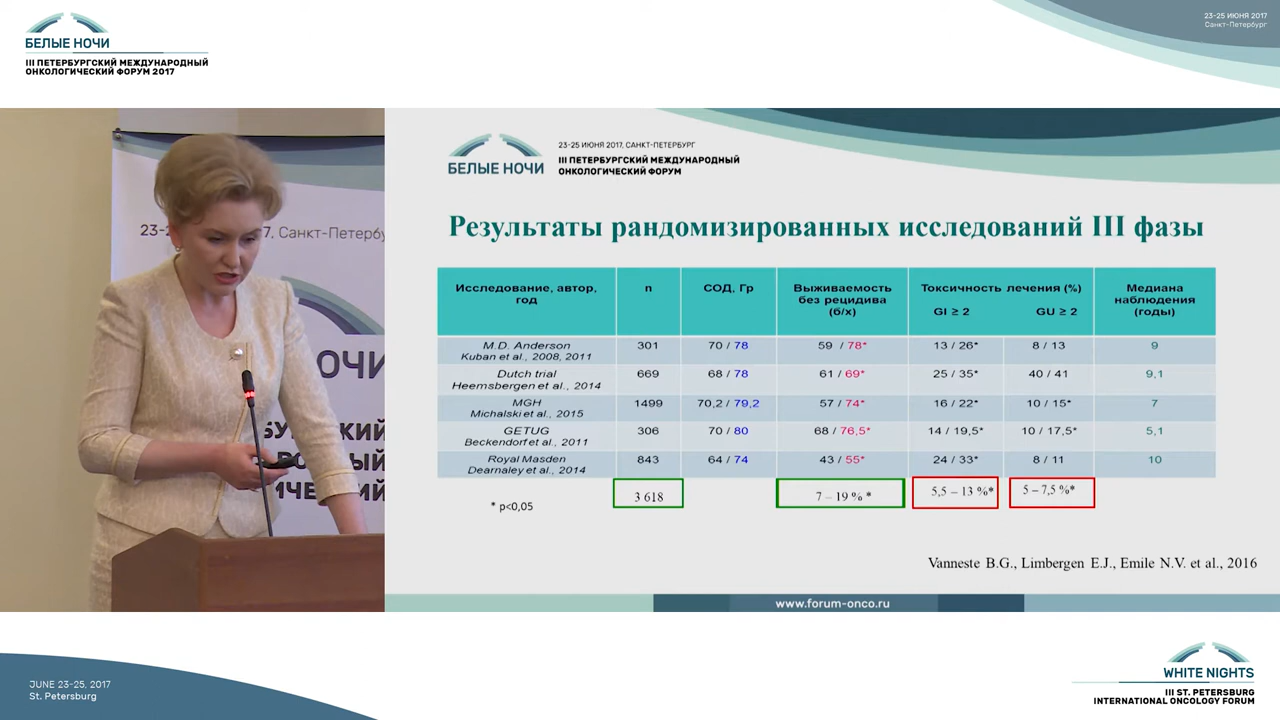 БЕЛЫЕ НОЧИ
III ПЕТЕРБУРГСКИЙ МЕЖДУНАРОДНЫЙ
ОНКОЛОГИЧЕСКИЙ ФОРУМ 2017
23-25 ИЮНЯ 2017
Санкт-Петербург
23-2
7, Санкт-Петербу
НОЧИ
БУ
КИЙ
РО
ЫЙ
ИЧЕ
Й
БЕЛЫЕ НОЧИ
23-25 ИЮНЯ 2017, САНКТ-ПЕТЕРБУРГ
III ПЕТЕРБУРГСКИЙ МЕЖДУНАРОДНЫЙ
ОНКОЛОГИЧЕСКИЙ ФОРУМ
Результаты рандомизированных исследований III фазы
Исследование, автор, год n СОД, Гр Выживаемость без рецидива (б/х) Токсичность лечения (%) GI ≥ 2 GU ≥ 2 Медиана наблюдения (годы)
M.D. Anderson Kuban et al., 2008, 2011 301 70 / 78 59 / 78* 13 / 26* 8 / 13 9
Dutch trial Heemsbergen et al., 2014 669 68 / 78 61 / 69* 25 / 35* 40 / 41 9,1
MGH Michalski et al., 2015 1499 70,2 / 79,2 57 / 74* 16 / 22* 10 / 15* 7
GETUG Beckendorf et al., 2011 306 70 / 80 68 / 76,5* 14 / 19,5* 10 / 17,5* 5,1
Royal Masden Dearnaley et al., 2014 843 64 / 74 43 / 55* 24 / 33* 8 / 11 10
* p<0,05 3 618 7 – 19 % * 5,5 – 13 %* 5 – 7,5 %*
Vanneste B.G., Limbergen E.J., Emile N.V. et al., 2016
www.forum-onco.ru
JUNE 23-25, 2017
St. Petersburg
WHITE NIGHTS
III ST. PETERSBURG
INTERNATIONAL ONCOLOGY FORUM